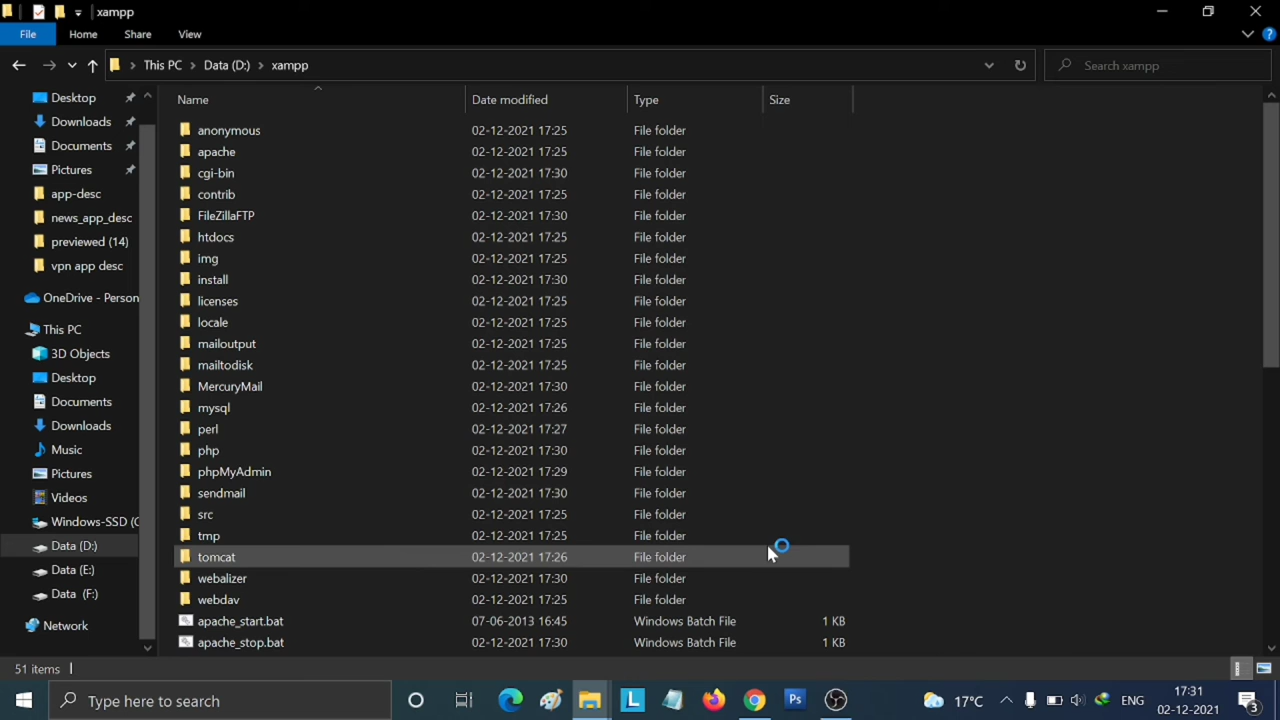 xampp
File Home Share View
This PC Data (D:) xampp Search xampp
Name Date modified Type Size
Desktop
Downloads
Documents
Pictures
app-desc
news_app_desc
previewed (14)
vpn app desc
OneDrive - Person
This PC
3D Objects
Desktop
Documents
Downloads
Music
Pictures
Videos
Windows-SSD (C
Data (D:)
Data (E:)
Data (F:)
Network
anonymous 02-12-2021 17:25 File folder
apache 02-12-2021 17:25 File folder
cgi-bin 02-12-2021 17:30 File folder
contrib 02-12-2021 17:25 File folder
FileZillaFTP 02-12-2021 17:30 File folder
htdocs 02-12-2021 17:25 File folder
img 02-12-2021 17:25 File folder
install 02-12-2021 17:30 File folder
licenses 02-12-2021 17:25 File folder
locale 02-12-2021 17:25 File folder
mailoutput 02-12-2021 17:25 File folder
mailtodisk 02-12-2021 17:25 File folder
MercuryMail 02-12-2021 17:30 File folder
mysql 02-12-2021 17:26 File folder
perl 02-12-2021 17:27 File folder
php 02-12-2021 17:30 File folder
phpMyAdmin 02-12-2021 17:29 File folder
sendmail 02-12-2021 17:30 File folder
src 02-12-2021 17:25 File folder
tmp 02-12-2021 17:25 File folder
tomcat 02-12-2021 17:26 File folder
webalizer 02-12-2021 17:30 File folder
webdav 02-12-2021 17:25 File folder
apache_start.bat 07-06-2013 16:45 Windows Batch File 1 KB
apache_stop.bat 02-12-2021 17:30 Windows Batch File 1 KB
51 items
Type here to search L Ps 17°C ENG 17:31
02-12-2021 3